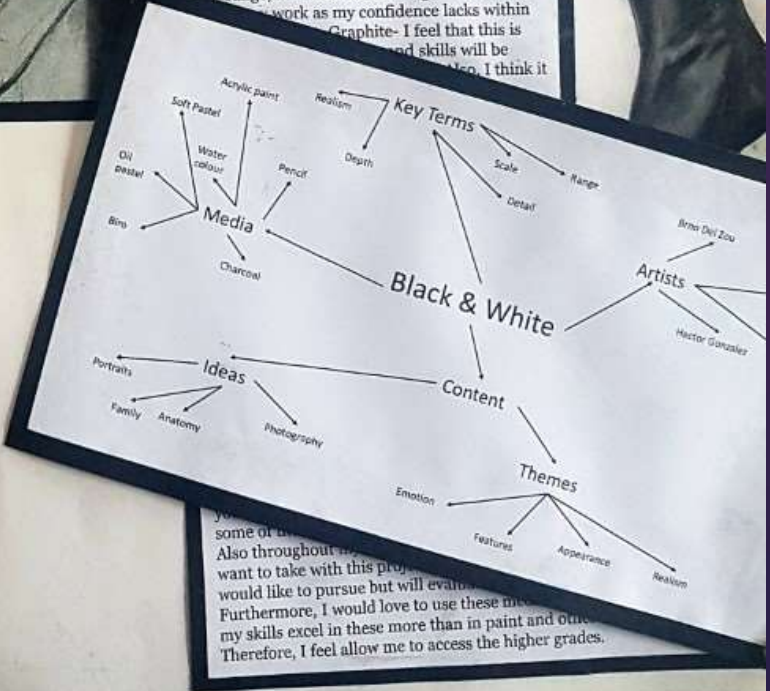 work as my confidence lacks within
Graphite- I feel that this is
and skills will be
I think it
Acrylic paint
Soft Pastel
Water
colour
Oil
pastel
Pencil
Biro
Media
Charcoal
Realism
Key Terms
Depth
Scale
Range
Detail
Black & White
Artists
Brno Del Zou
Hector Gonzalez
Ideas
Portraits
Family
Anatomy
Photography
Content
Themes
Emotion
Features
Appearance
Realism
some of
Also throughout
want to take with this
would like to pursue but will
Furthermore, I would love to use these
my skills excel in these more than in paint and
Therefore, I feel allow me to access the higher grades.